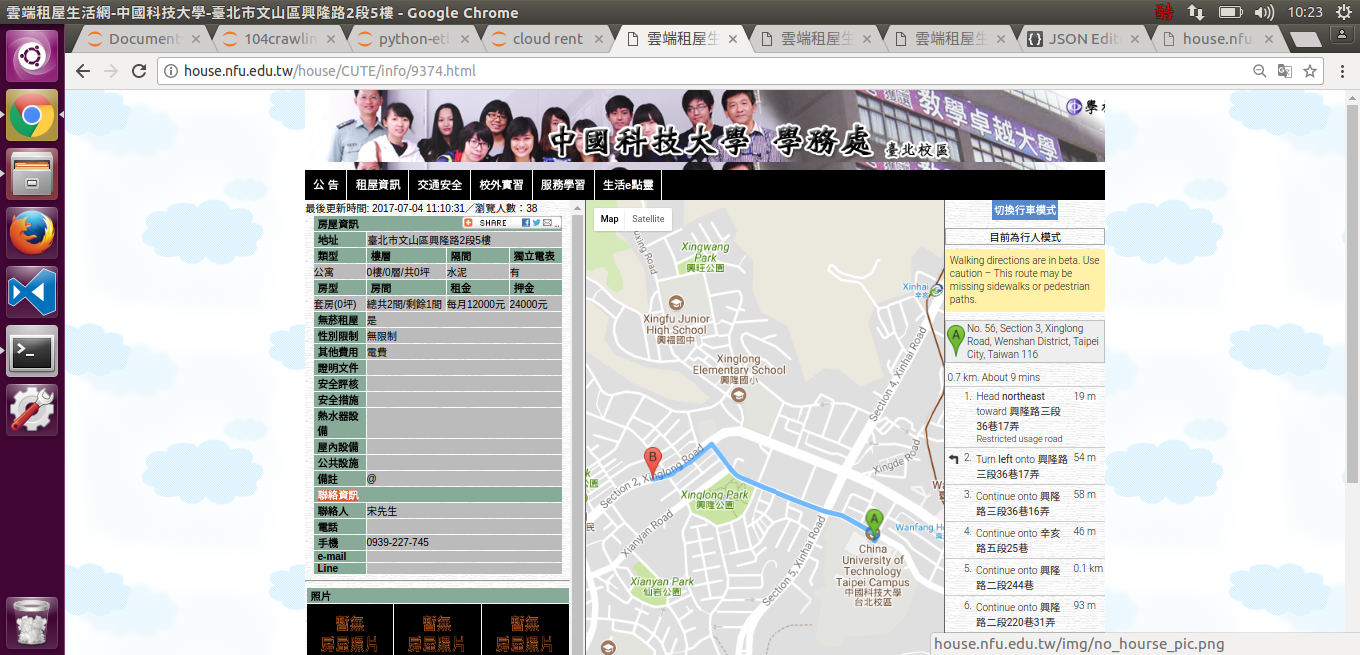 雲端租屋生活網-中國科技大學-臺北市文山區興隆路2段5樓 - Google Chrome
10:23
Document
104crawlin
python-etl
cloud rent
雲端租屋生
雲端租屋生
雲端租屋生
JSON Edit
house.nfu.
house.nfu.edu.tw/house/CUTE/info/9374.html
教學卓越大
中國科技大學 學務處 臺北校區
公 告
租屋資訊
交通安全
校外實習
服務學習
生活e點靈
最後更新時間: 2017-07-04 11:10:31／瀏覽人數：38
房屋資訊
SHARE
地址 臺北市文山區興隆路2段5樓
類型 樓層 隔間 獨立電表
公寓 0樓/0層/共0坪 水泥 有
房型 房間 租金 押金
套房(0坪) 總共2間/剩餘1間 每月12000元 24000元
無菸租屋 是
性別限制 無限制
其他費用 電費
證明文件
安全評核
安全措施
熱水器設
備
屋內設備
公共設施
備註 @
聯絡資訊
聯絡人 宋先生
電話
手機 0939-227-745
e-mail
Line
照片
暫無
房屋照片
暫無
房屋照片
暫無
房屋照片
Map Satellite
Xingwang
Park
興旺公園
Xingfu Junior
High School
興福國中
Xinglong
Elementary School
興隆國小
Section 4, Xinhai Road
Xingde Road
B
Section 2, Xinglong Road
Xinglong Park
興隆公園
Xianyan Road
Xianyan Park
仙岩公園
Section 5, Xinhai Road
A
Wanfang H
China
University of
Technology
Taipei Campus
中國科技大學
台北校區
切換行車模式
目前為行人模式
Walking directions are in beta. Use
caution – This route may be
missing sidewalks or pedestrian
paths.
A
No. 56, Section 3, Xinglong
Road, Wenshan District, Taipei
City, Taiwan 116
0.7 km. About 9 mins
1. Head northeast 19 m
toward 興隆路三段
36巷17弄
Restricted usage road
2. Turn left onto 興隆路 54 m
三段36巷17弄
3. Continue onto 興隆 58 m
路三段36巷16弄
4. Continue onto 辛亥 46 m
路五段25巷
5. Continue onto 興隆 0.1 km
路二段244巷
6. Continue onto 興隆 93 m
路二段220巷31弄
house.nfu.edu.tw/img/no_hourse_pic.png